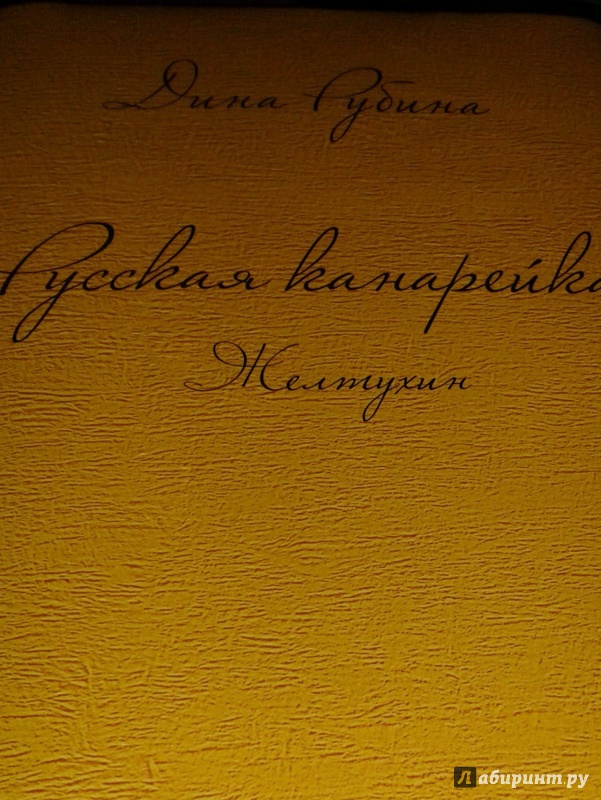 Дина Рубина
Русская канарейка
Желтухин
Лабиринт.ру